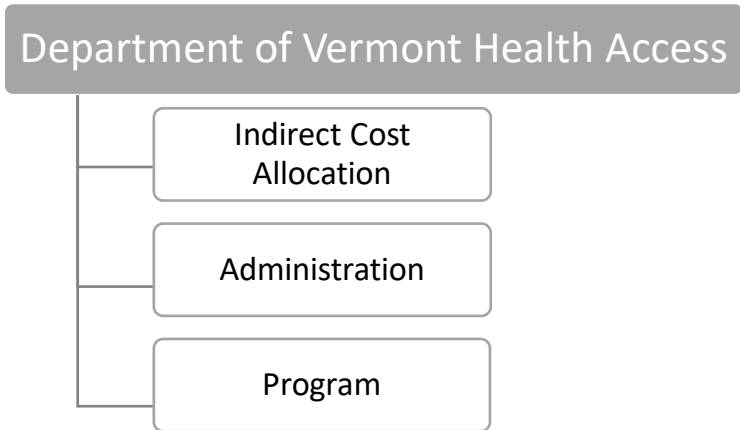 Department of Vermont Health Access
Indirect Cost
Allocation
Administration
Program